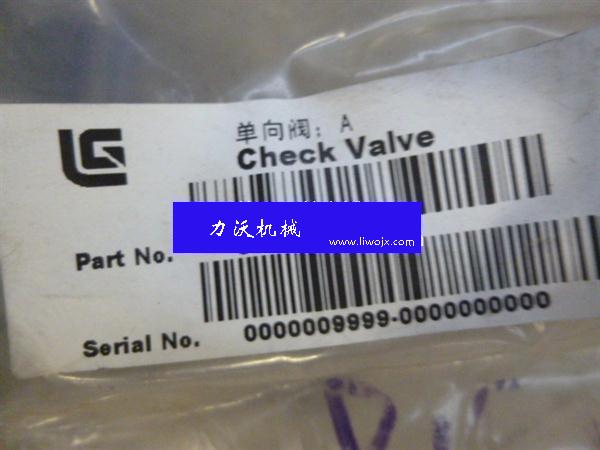 LG
单向阀; A
Check Valve
力沃机械
www.liwojx.com
Part No.
Serial No. 0000009999-0000000000